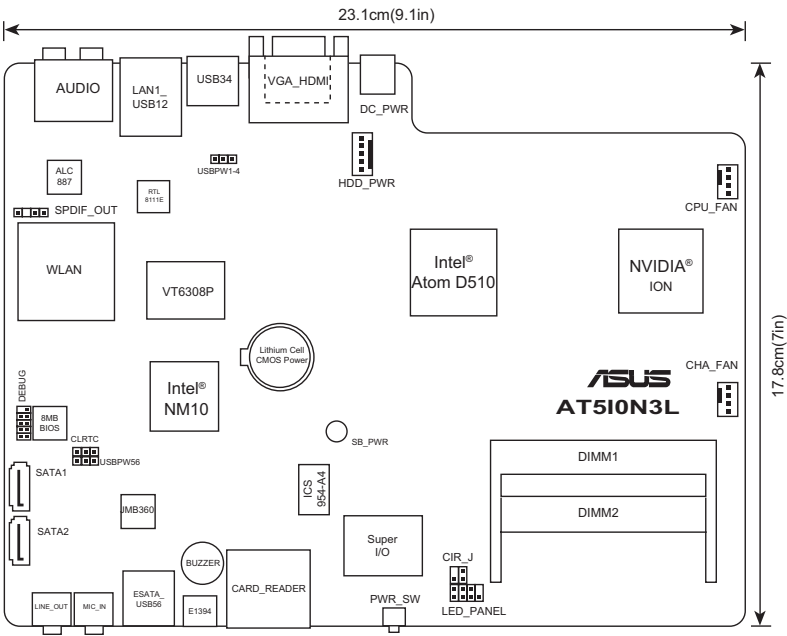 23.1cm(9.1in)
AUDIO
LAN1_
USB12
USB34
VGA_HDMI
DC_PWR
USBPW1-4
HDD_PWR
ALC
887
RTL
8111E
SPDIF_OUT
CPU_FAN
WLAN
VT6308P
Intel®
Atom D510
NVIDIA®
ION
17.8cm(7in)
Lithium Cell
CMOS Power
Intel®
NM10
ASUS
AT5I0N3L
CHA_FAN
DEBUG
8MB
BIOS
CLRTC
USBPW56
SB_PWR
SATA1
SATA2
JMB360
ICS
954-A4
DIMM1
DIMM2
Super
I/O
BUZZER
CIR_J
LED_PANEL
PWR_SW
LINE_OUT
MIC_IN
ESATA_
USB56
E1394
CARD_READER